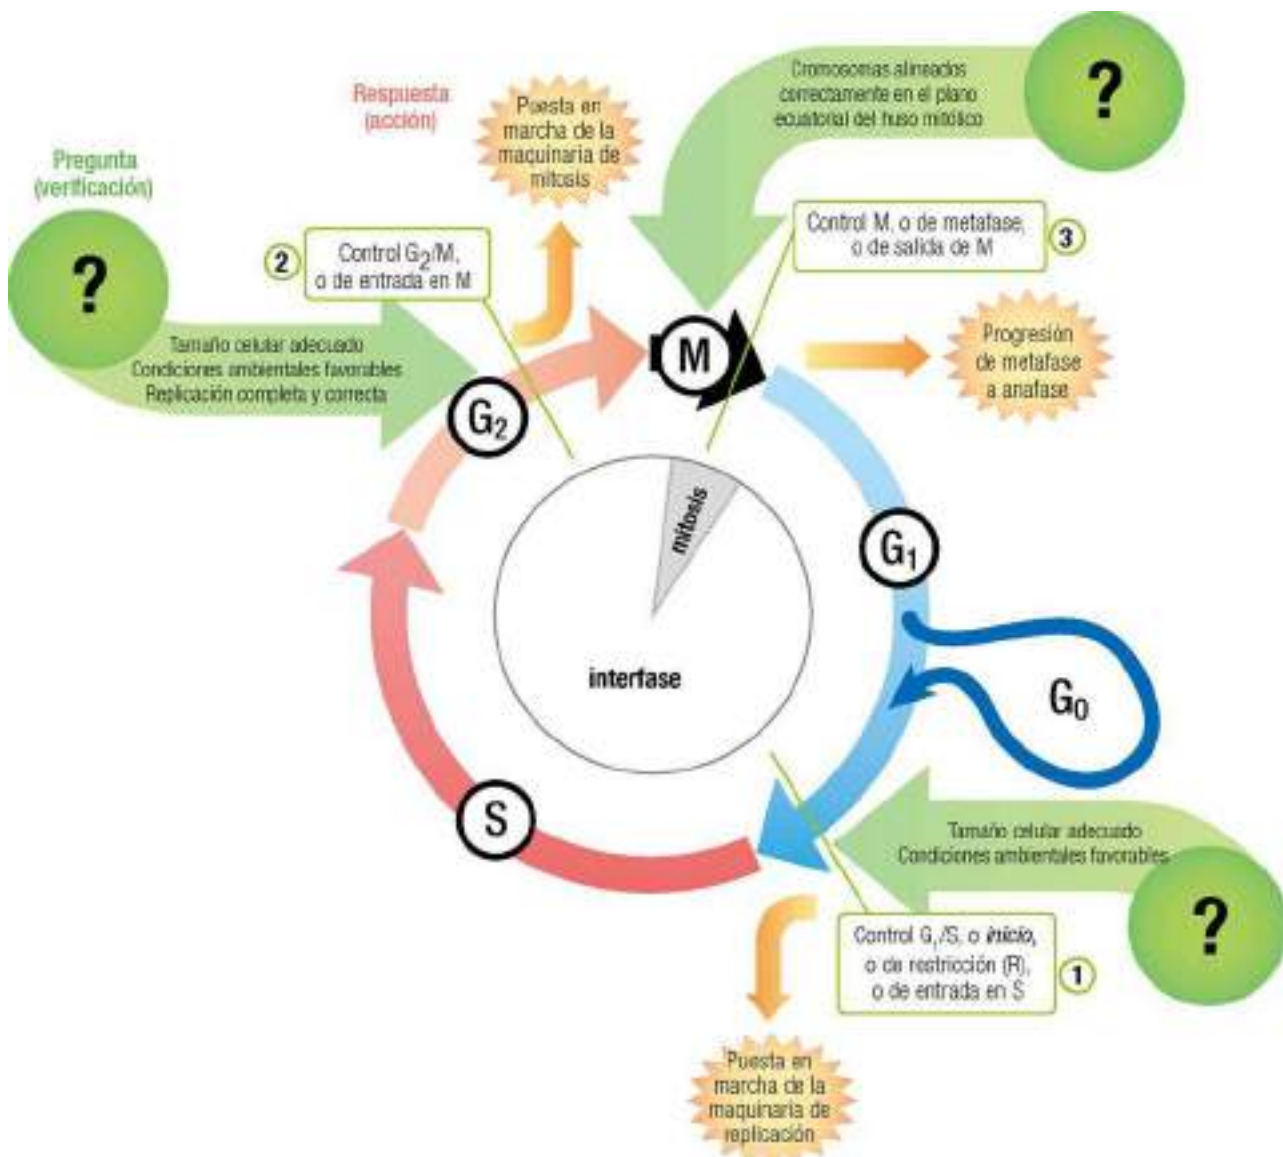 Respuesta
(acción)
Puesta en
marcha de la
maquinaria de
mitosis
Cromosomas alineados
correctamente en el plano
ecuatorial del huso mitótico
?
Pregunta
(verificación)
?
2
Control G₂/M,
o de entrada en M
Control M, o de metafase,
o de salida de M
3
Tamaño celular adecuado
Condiciones ambientales favorables
Replicación completa y correcta
M
Progresión
de metafase
a anafase
G₂
mitosis
G₁
interfase
G₀
S
Tamaño celular adecuado
Condiciones ambientales favorables
?
Control G₁/S, o inicio,
o de restricción (R),
o de entrada en S
1
Puesta en
marcha de la
maquinaria de
replicación